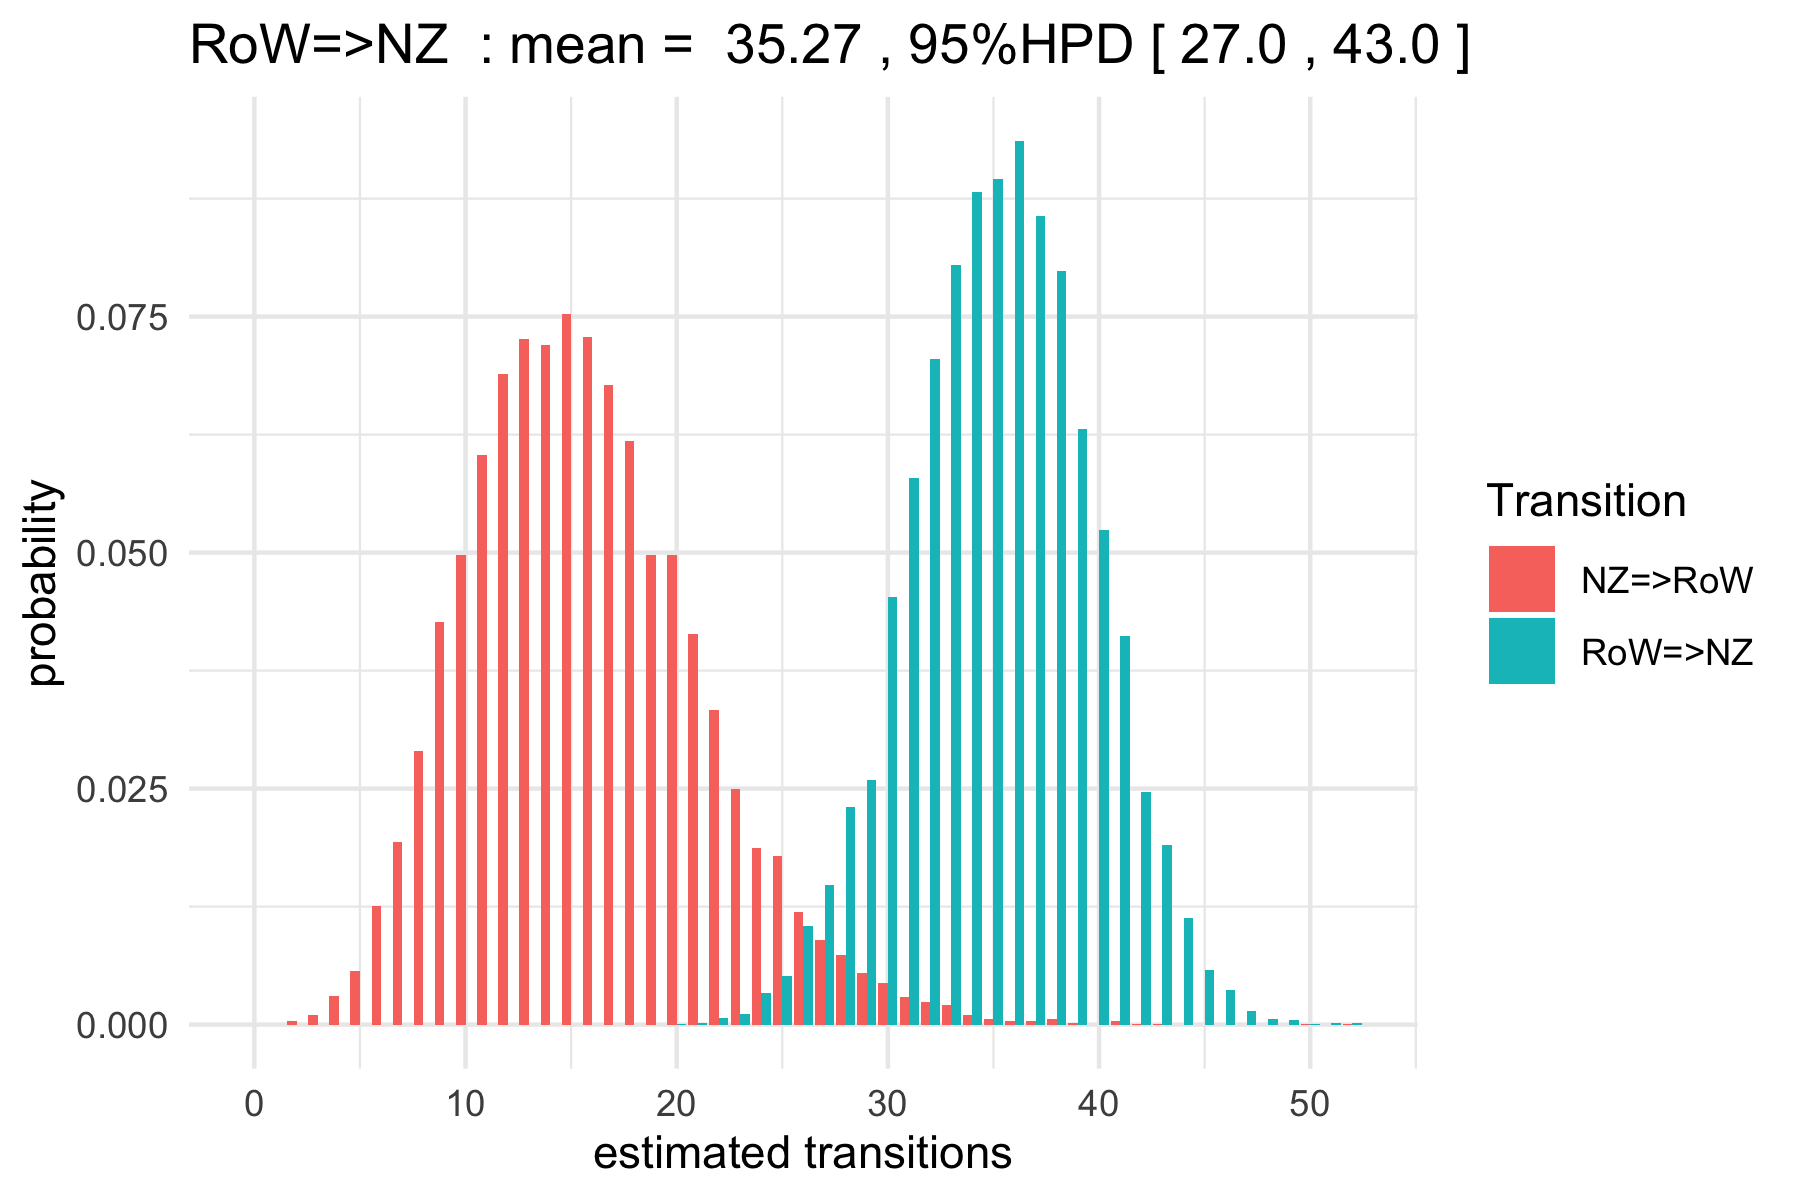 RoW=>NZ  : mean =  35.27 , 95%HPD [ 27.0 , 43.0 ]
probability
0.075
0.050
0.025
0.000
0 10 20 30 40 50
estimated transitions
Transition
NZ=>RoW
RoW=>NZ